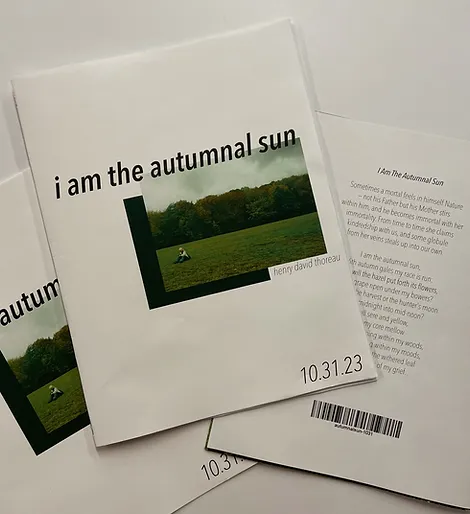 i am the autumnal sun
henry david thoreau
10.31.23
autum
10.31.2
I Am The Autumnal Sun
Sometimes a mortal feels in himself Nature
– not his Father but his Mother stirs
within him, and he becomes immortal with her
immortality. From time to time she claims
kindredship with us, and some globule
from her veins steals up into our own.
I am the autumnal sun,
autumn gales my race is run;
will the hazel put forth its flowers,
grape ripen under my bowers?
harvest or the hunter's moon
midnight into mid-noon?
sere and yellow,
my core mellow.
within my woods,
within my moods,
the withered leaf
of my grief
autumnalsun-1031